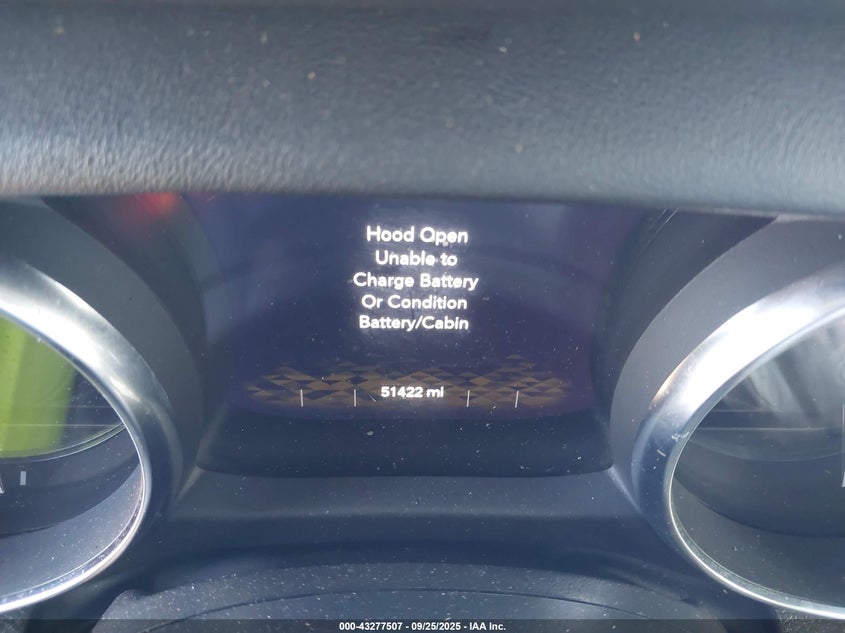 Hood Open
Unable to
Charge Battery
Or Condition
Battery/Cabin
51422 mi
000-43277507 - 09/25/2025 - IAA Inc.